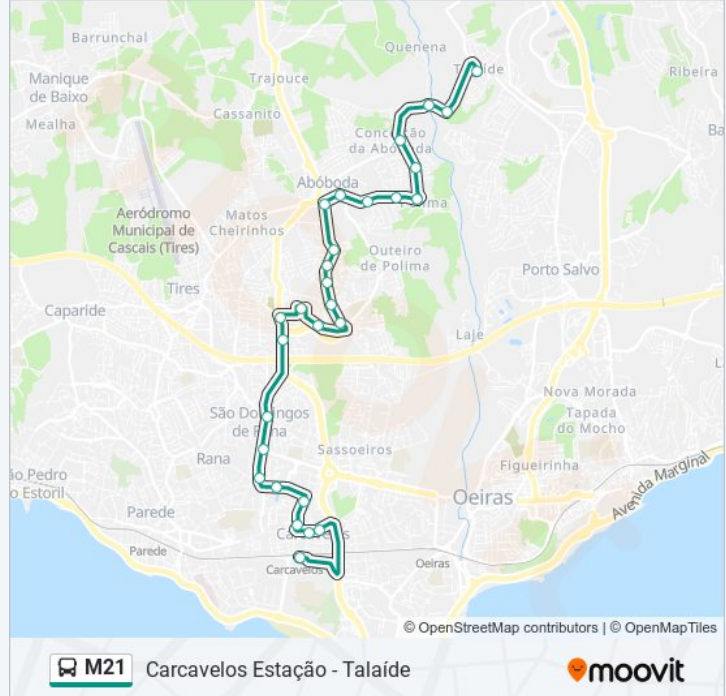 Barrunchal
Quenena
Manique
de Baixo
Trajouce
Ribeira
Mealha
Cassanito
Conceição
da Abóboda
Abóboda
Aeródromo
Municipal de
Cascais (Tires)
Matos
Cheirinhos
Outeiro
de Polima
Porto Salvo
Tires
Caparide
Laje
Nova Morada
São Domingos
de Rana
Tapada
do Mocho
Rana
Sassoeiros
Figueirinha
ão Pedro
o Estoril
Oeiras
Avenida Marginal
Parede
Parede
Carcavelos
Oeiras
© OpenStreetMap contributors | © OpenMapTiles
M21 Carcavelos Estação - Talaíde
moovit